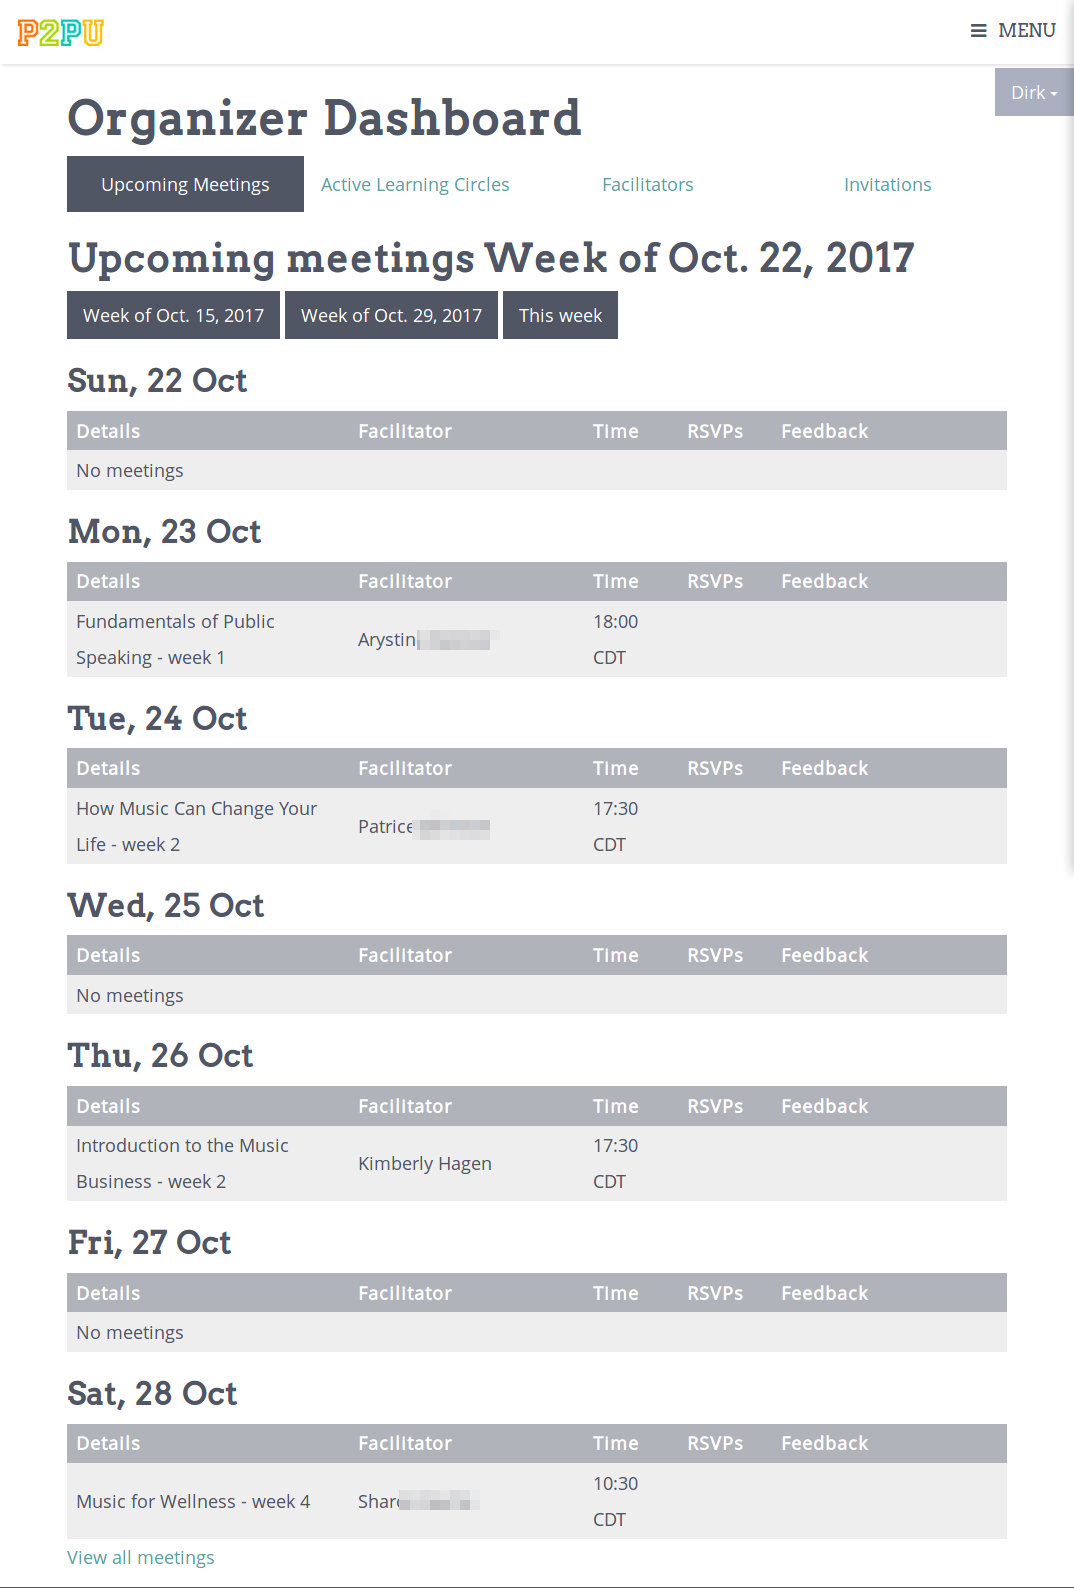 P2PU
MENU
Dirk
Organizer Dashboard
Upcoming Meetings Active Learning Circles Facilitators Invitations
Upcoming meetings Week of Oct. 22, 2017
Week of Oct. 15, 2017 Week of Oct. 29, 2017 This week
Sun, 22 Oct
Details Facilitator Time RSVPs Feedback
No meetings
Mon, 23 Oct
Details Facilitator Time RSVPs Feedback
Fundamentals of Public
Speaking - week 1
Arystin
18:00
CDT
Tue, 24 Oct
Details Facilitator Time RSVPs Feedback
How Music Can Change Your
Life - week 2
Patrice
17:30
CDT
Wed, 25 Oct
Details Facilitator Time RSVPs Feedback
No meetings
Thu, 26 Oct
Details Facilitator Time RSVPs Feedback
Introduction to the Music
Business - week 2
Kimberly Hagen
17:30
CDT
Fri, 27 Oct
Details Facilitator Time RSVPs Feedback
No meetings
Sat, 28 Oct
Details Facilitator Time RSVPs Feedback
Music for Wellness - week 4
10:30
CDT
View all meetings